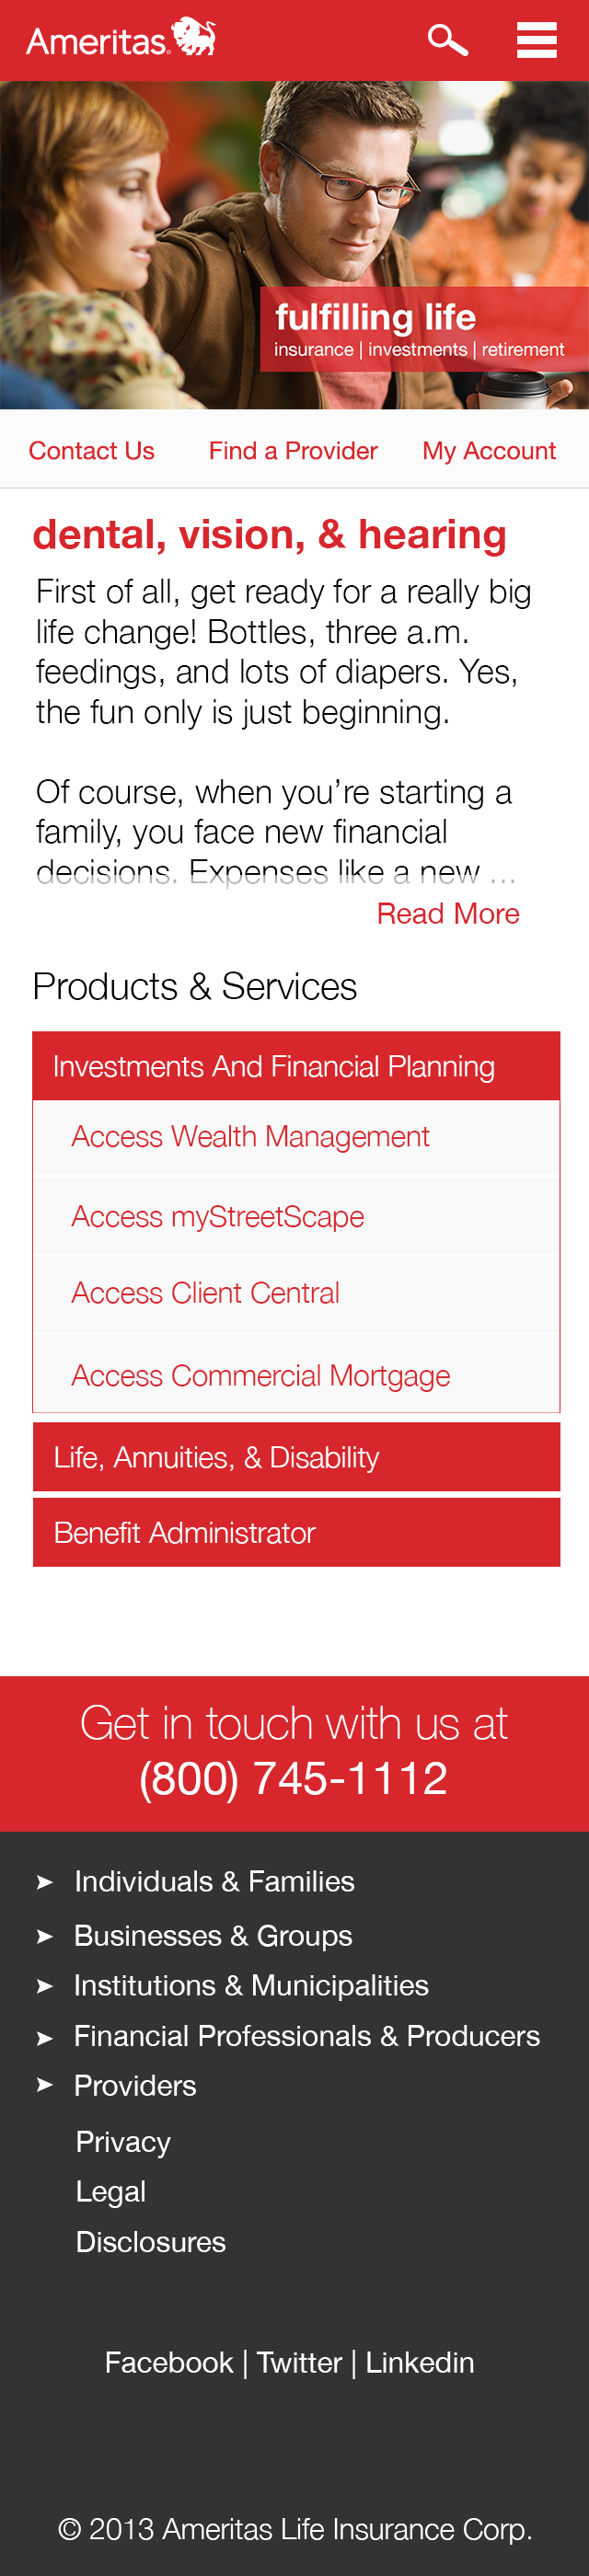 Ameritas®
fulfilling life
insurance | investments | retirement
Contact Us Find a Provider My Account
dental, vision, & hearing
First of all, get ready for a really big
life change! Bottles, three a.m.
feedings, and lots of diapers. Yes,
the fun only is just beginning.
Of course, when you’re starting a
family, you face new financial
decisions. Expenses like a new ...
Read More
Products & Services
Investments And Financial Planning
Access Wealth Management
Access myStreetScape
Access Client Central
Access Commercial Mortgage
Life, Annuities, & Disability
Benefit Administrator
Get in touch with us at
(800) 745-1112
➤ Individuals & Families
➤ Businesses & Groups
➤ Institutions & Municipalities
➤ Financial Professionals & Producers
➤ Providers
Privacy
Legal
Disclosures
Facebook | Twitter | Linkedin
© 2013 Ameritas Life Insurance Corp.